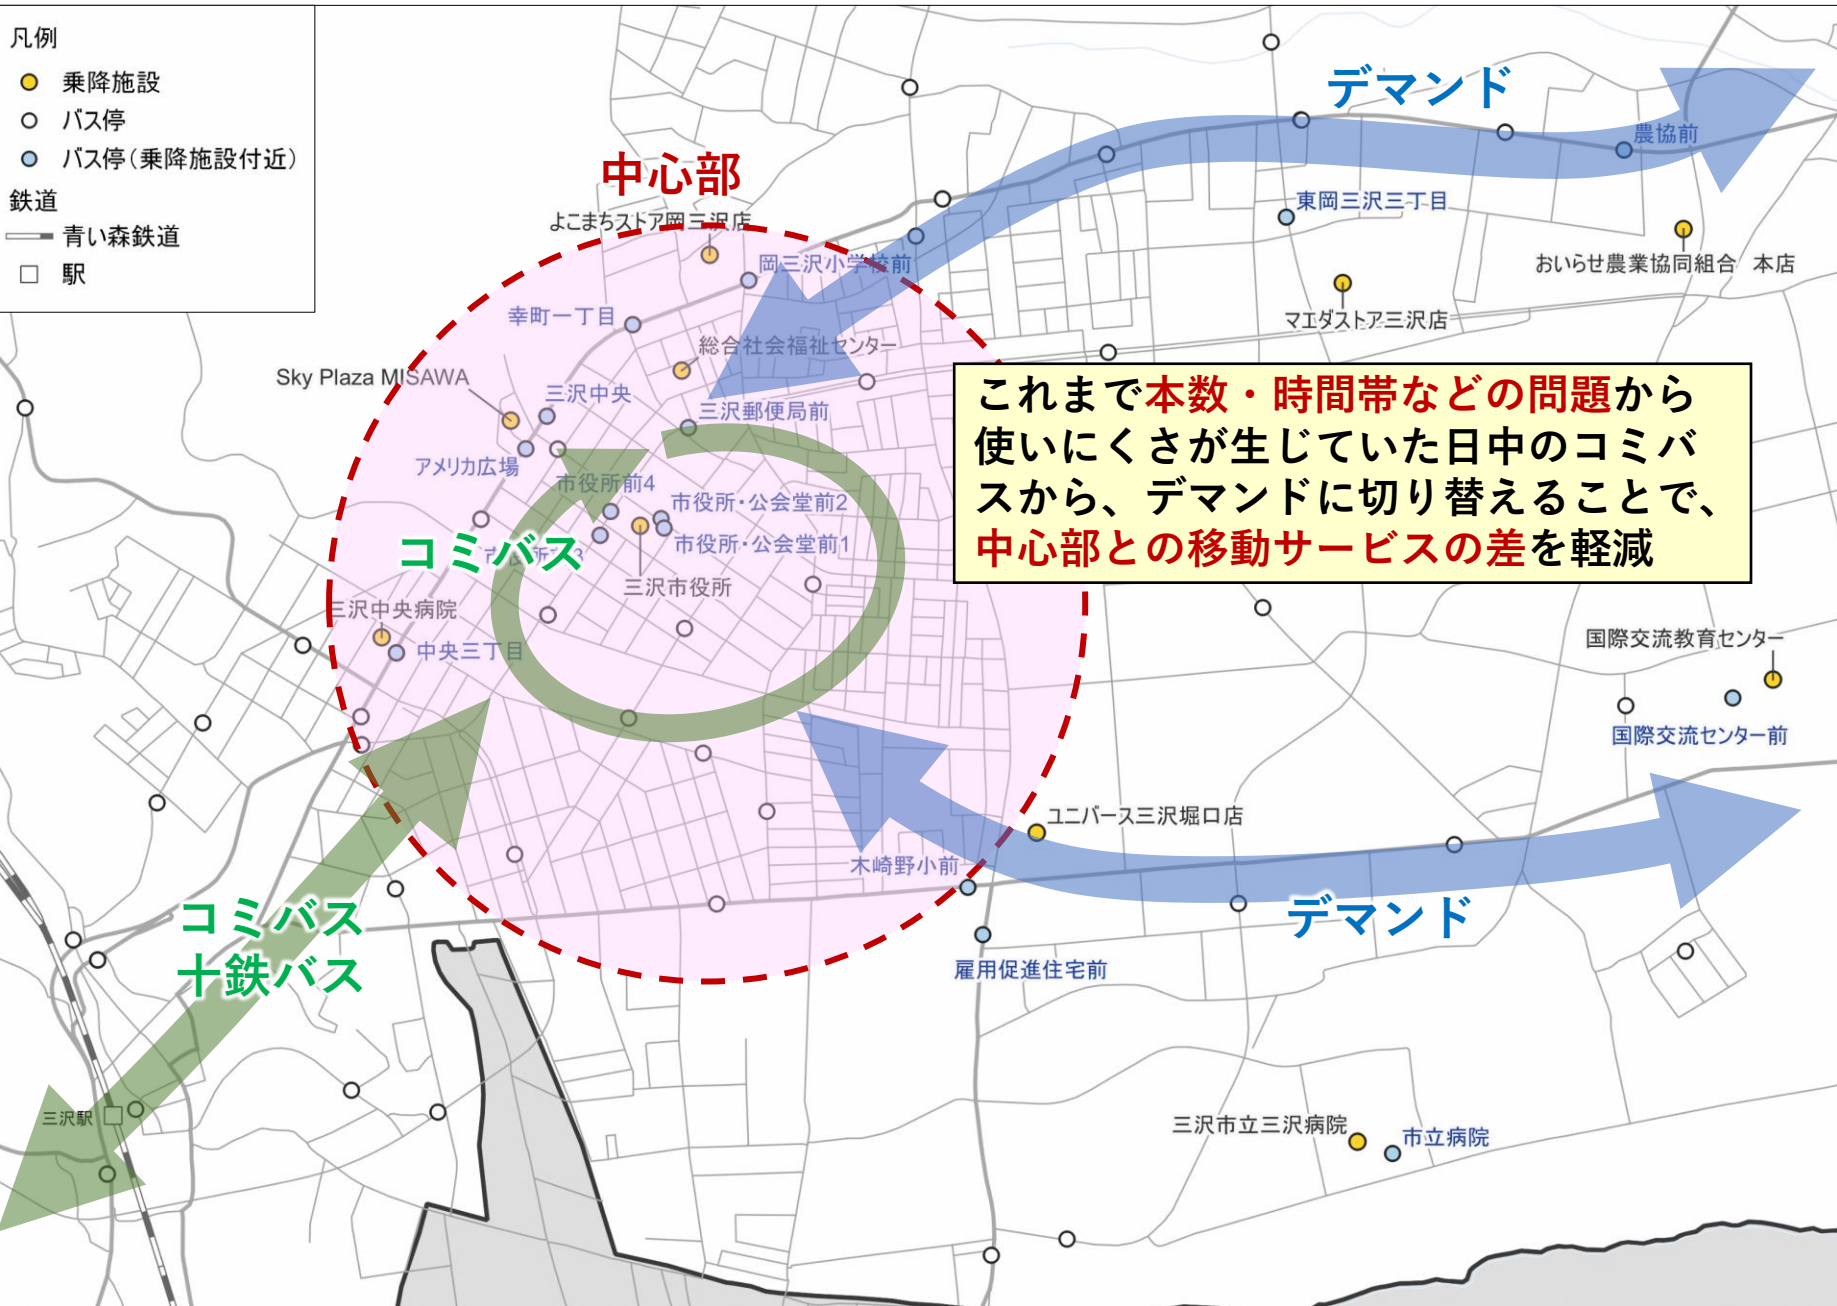 凡例
乗降施設
バス停
バス停(乗降施設付近)
鉄道
青い森鉄道
駅
デマンド
農協前
中心部
よこまちストア岡三沢店
東岡三沢三丁目
岡三沢小学校前
おいらせ農業協同組合 本店
幸町一丁目
マエダストア三沢店
総合社会福祉センター
Sky Plaza MISAWA
三沢中央
三沢郵便局前
これまで本数・時間帯などの問題から
使いにくさが生じていた日中のコミバ
スから、デマンドに切り替えることで、
中心部との移動サービスの差を軽減
アメリカ広場
市役所前4
市役所・公会堂前2
市役所・公会堂前1
コミバス
三沢市役所
三沢中央病院
中央三丁目
国際交流教育センター
国際交流センター前
ユニバース三沢堀口店
木崎野小前
デマンド
コミバス
十鉄バス
雇用促進住宅前
三沢駅
三沢市立三沢病院
市立病院